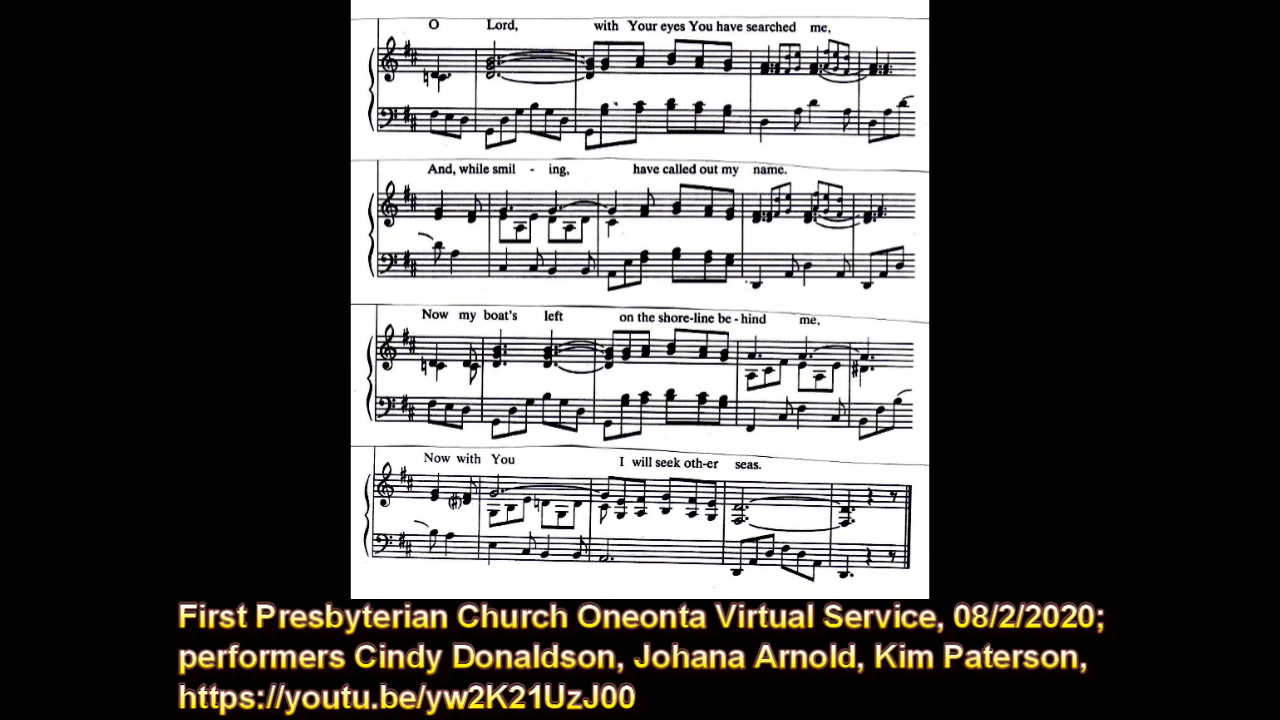 O Lord, with Your eyes You have searched me,
And, while smil - ing, have called out my name.
Now my boat's left on the shore-line be - hind me,
Now with You I will seek oth-er seas.
First Presbyterian Church Oneonta Virtual Service, 08/2/2020;
performers Cindy Donaldson, Johana Arnold, Kim Paterson,
https://youtu.be/yw2K21UzJ00